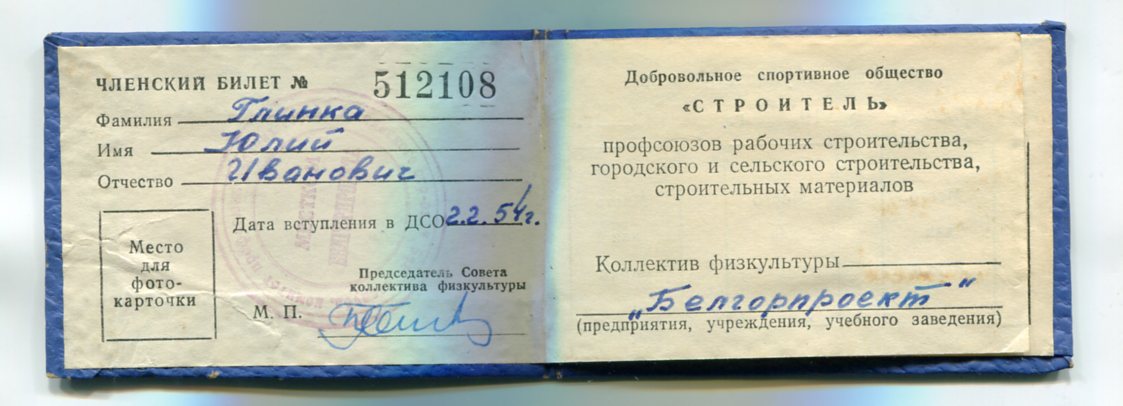 ЧЛЕНСКИЙ БИЛЕТ № 512108
Фамилия Глинка
Имя Юлий
Отчество Иванович
Дата вступления в ДСО 2.2.54г.
Место
для
фото-
карточки
Председатель Совета
коллектива физкультуры
М. П.
Добровольное спортивное общество
«СТРОИТЕЛЬ»
профсоюзов рабочих строительства,
городского и сельского строительства,
строительных материалов
Коллектив физкультуры
„Белгорпроект"
(предприятия, учреждения, учебного заведения)